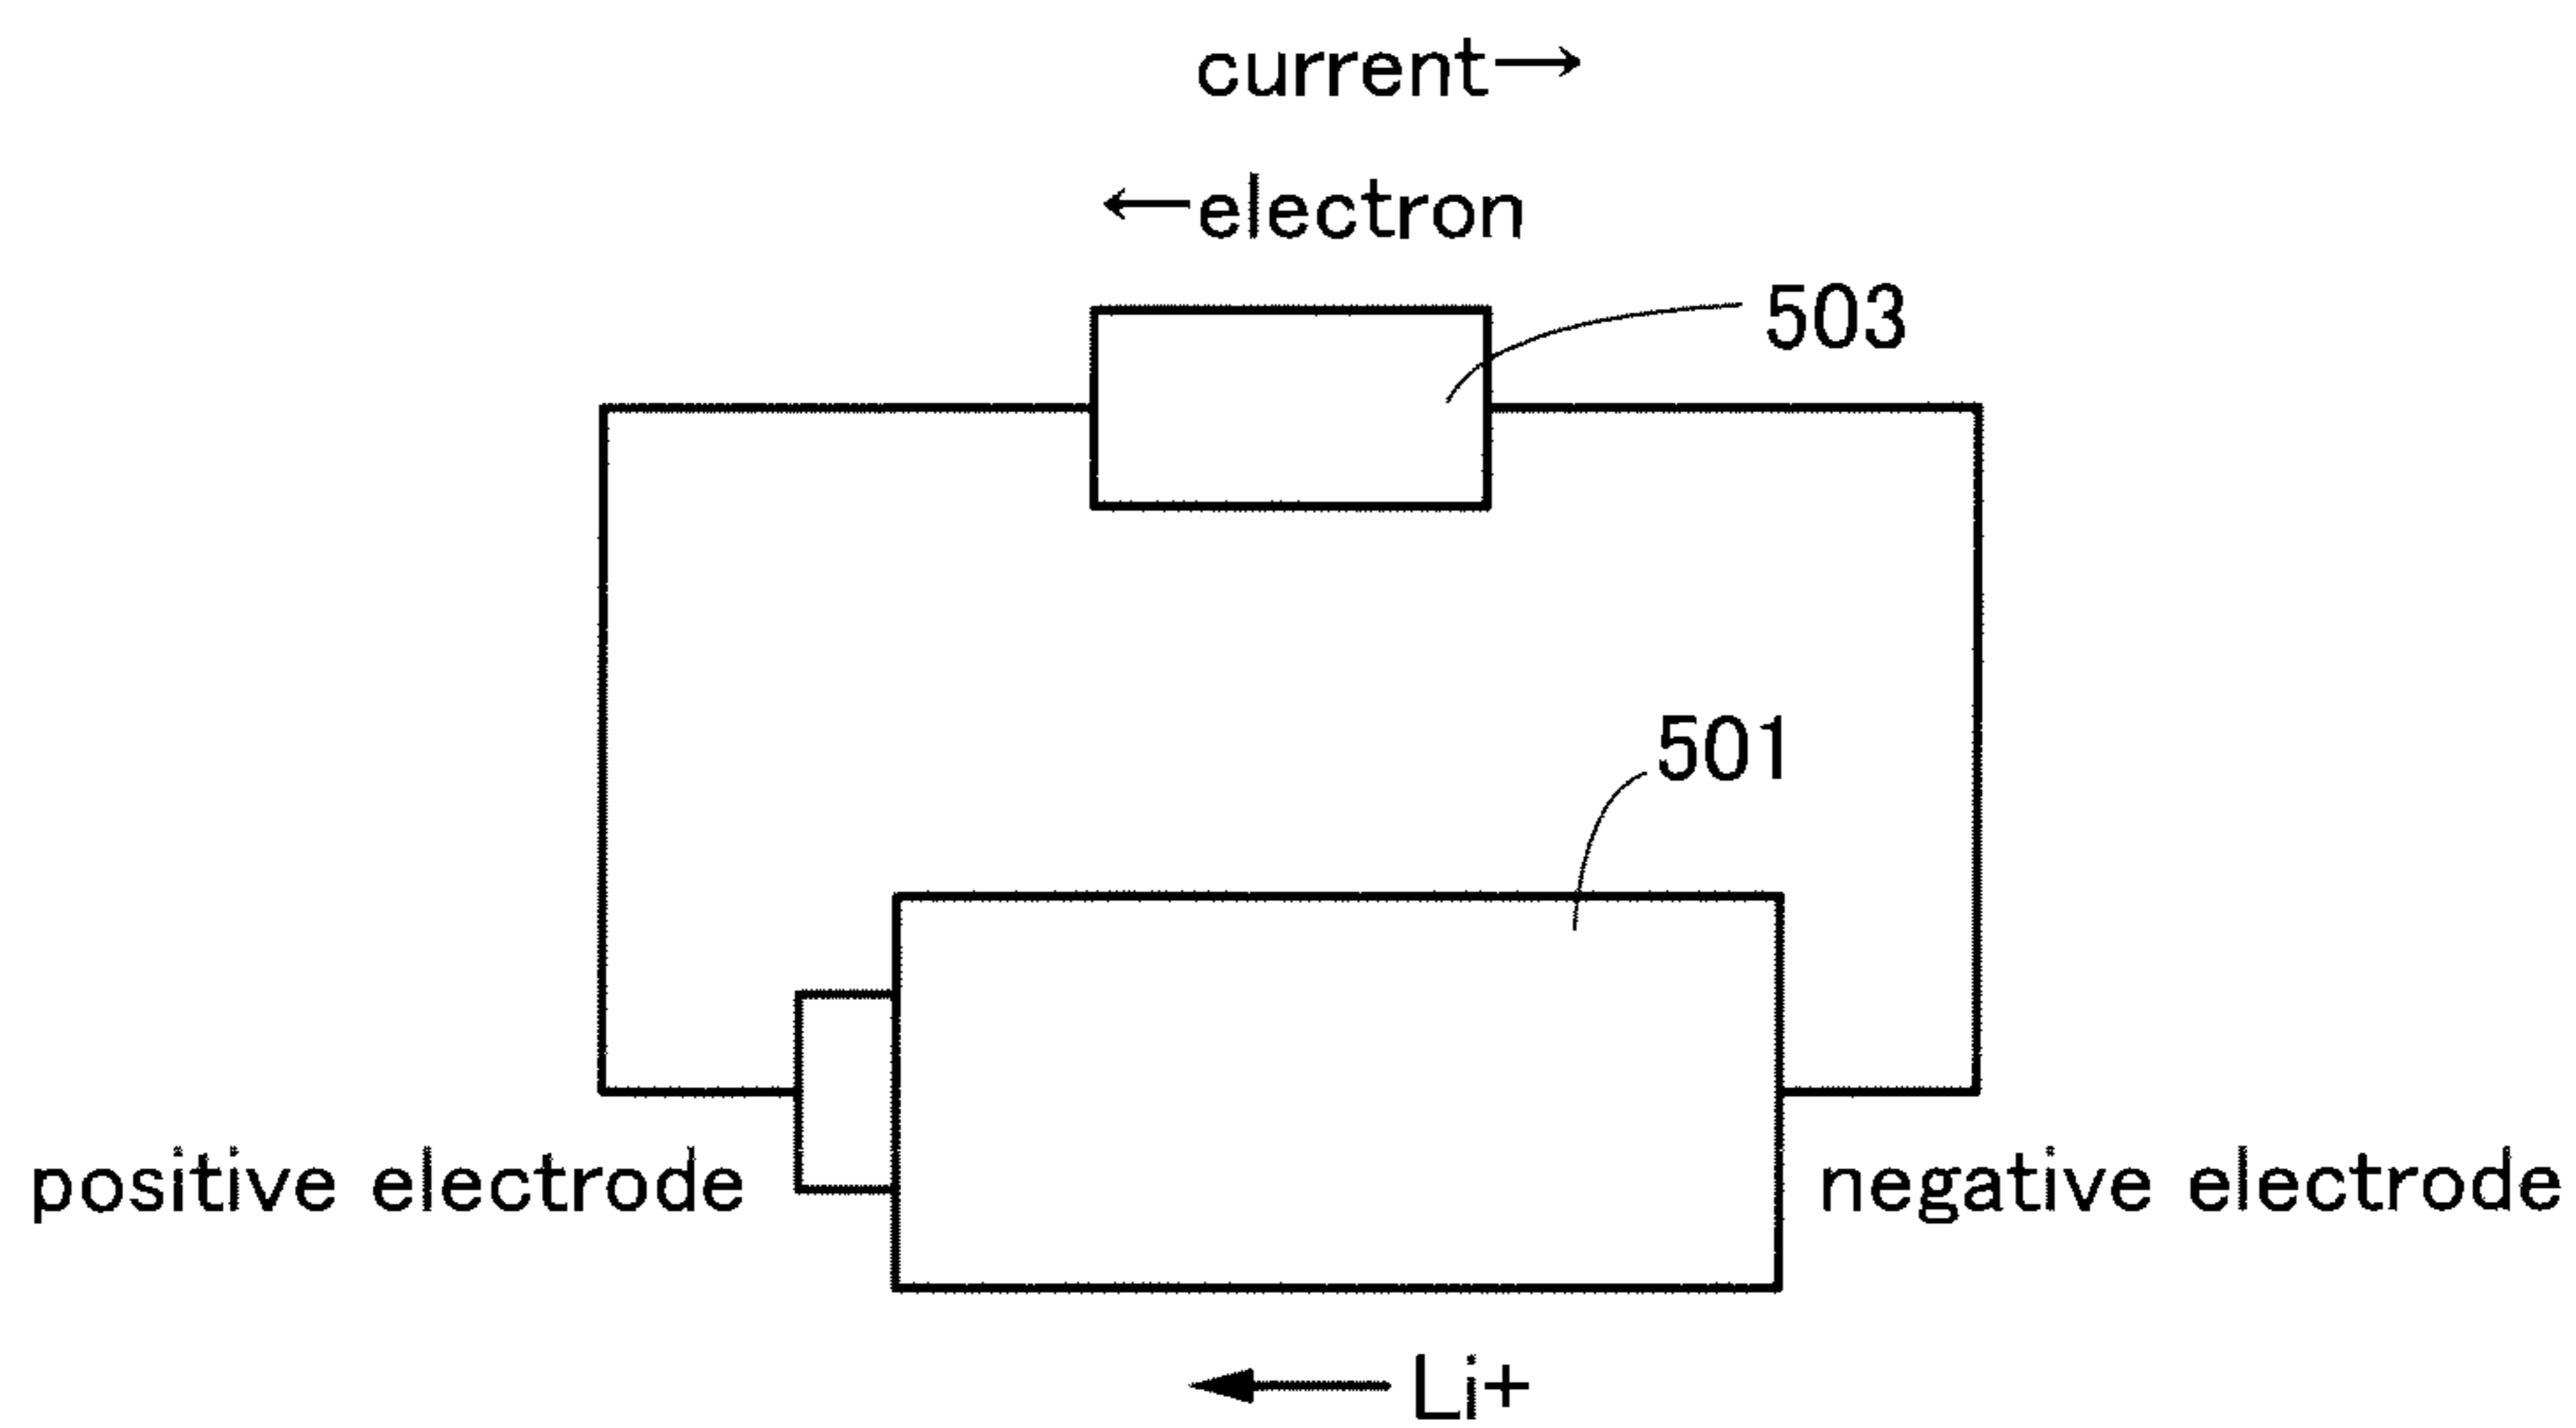 current→
←electron
503
501
positive electrode
negative electrode
← Li+